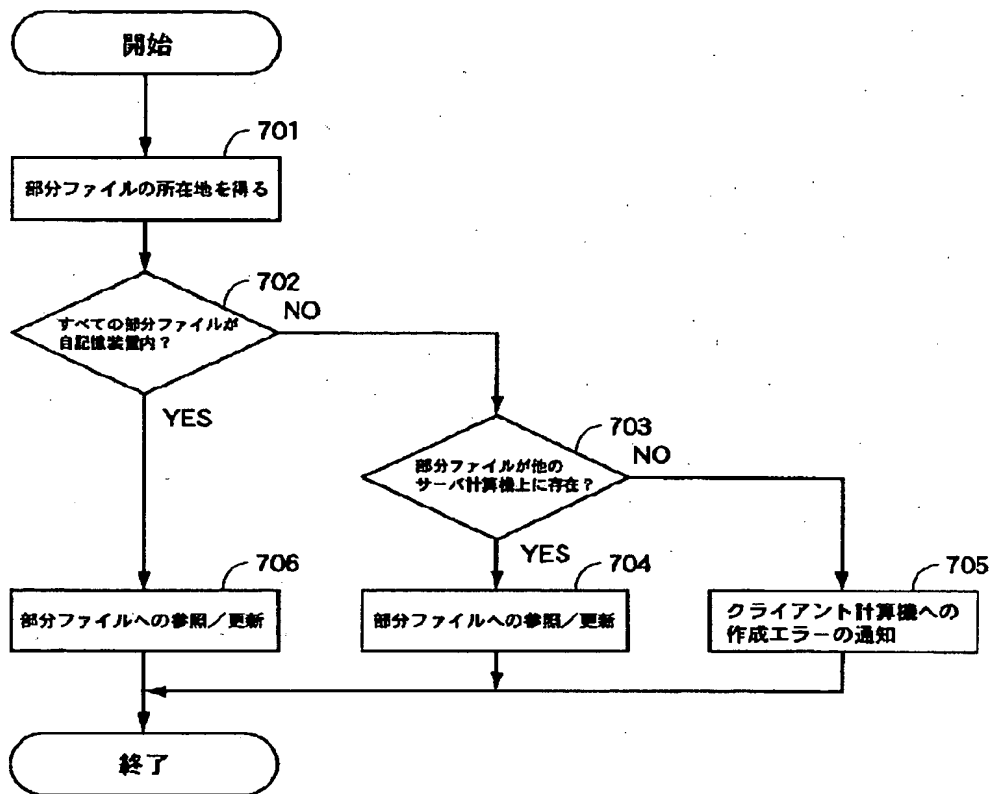 開始
701
部分ファイルの所在地を得る
702
すべての部分ファイルが
自記憶装置内？
NO
YES
703
部分ファイルが他の
サーバ計算機上に存在？
NO
YES
706
部分ファイルへの参照／更新
704
部分ファイルへの参照／更新
705
クライアント計算機への
作成エラーの通知
終了